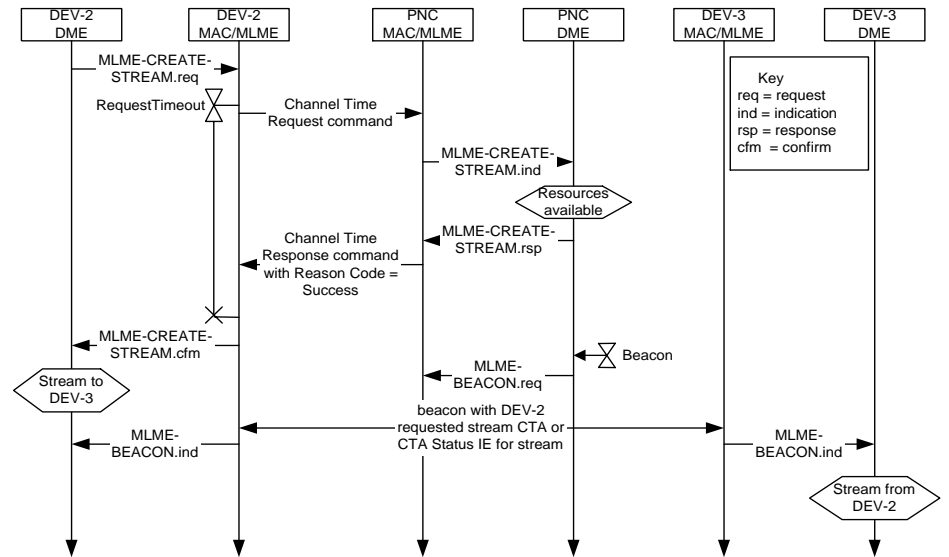 DEV-2
DME
DEV-2
MAC/MLME
PNC
MAC/MLME
PNC
DME
DEV-3
MAC/MLME
DEV-3
DME
MLME-CREATE-
STREAM.req
Key
req = request
ind = indication
rsp = response
cfm = confirm
RequestTimeout
Channel Time
Request command
MLME-CREATE-
STREAM.ind
Resources
available
MLME-CREATE-
STREAM.rsp
Channel Time
Response command
with Reason Code =
Success
MLME-CREATE-
STREAM.cfm
Beacon
MLME-
BEACON.req
Stream to
DEV-3
beacon with DEV-2
requested stream CTA or
CTA Status IE for stream
MLME-
BEACON.ind
MLME-
BEACON.ind
Stream from
DEV-2